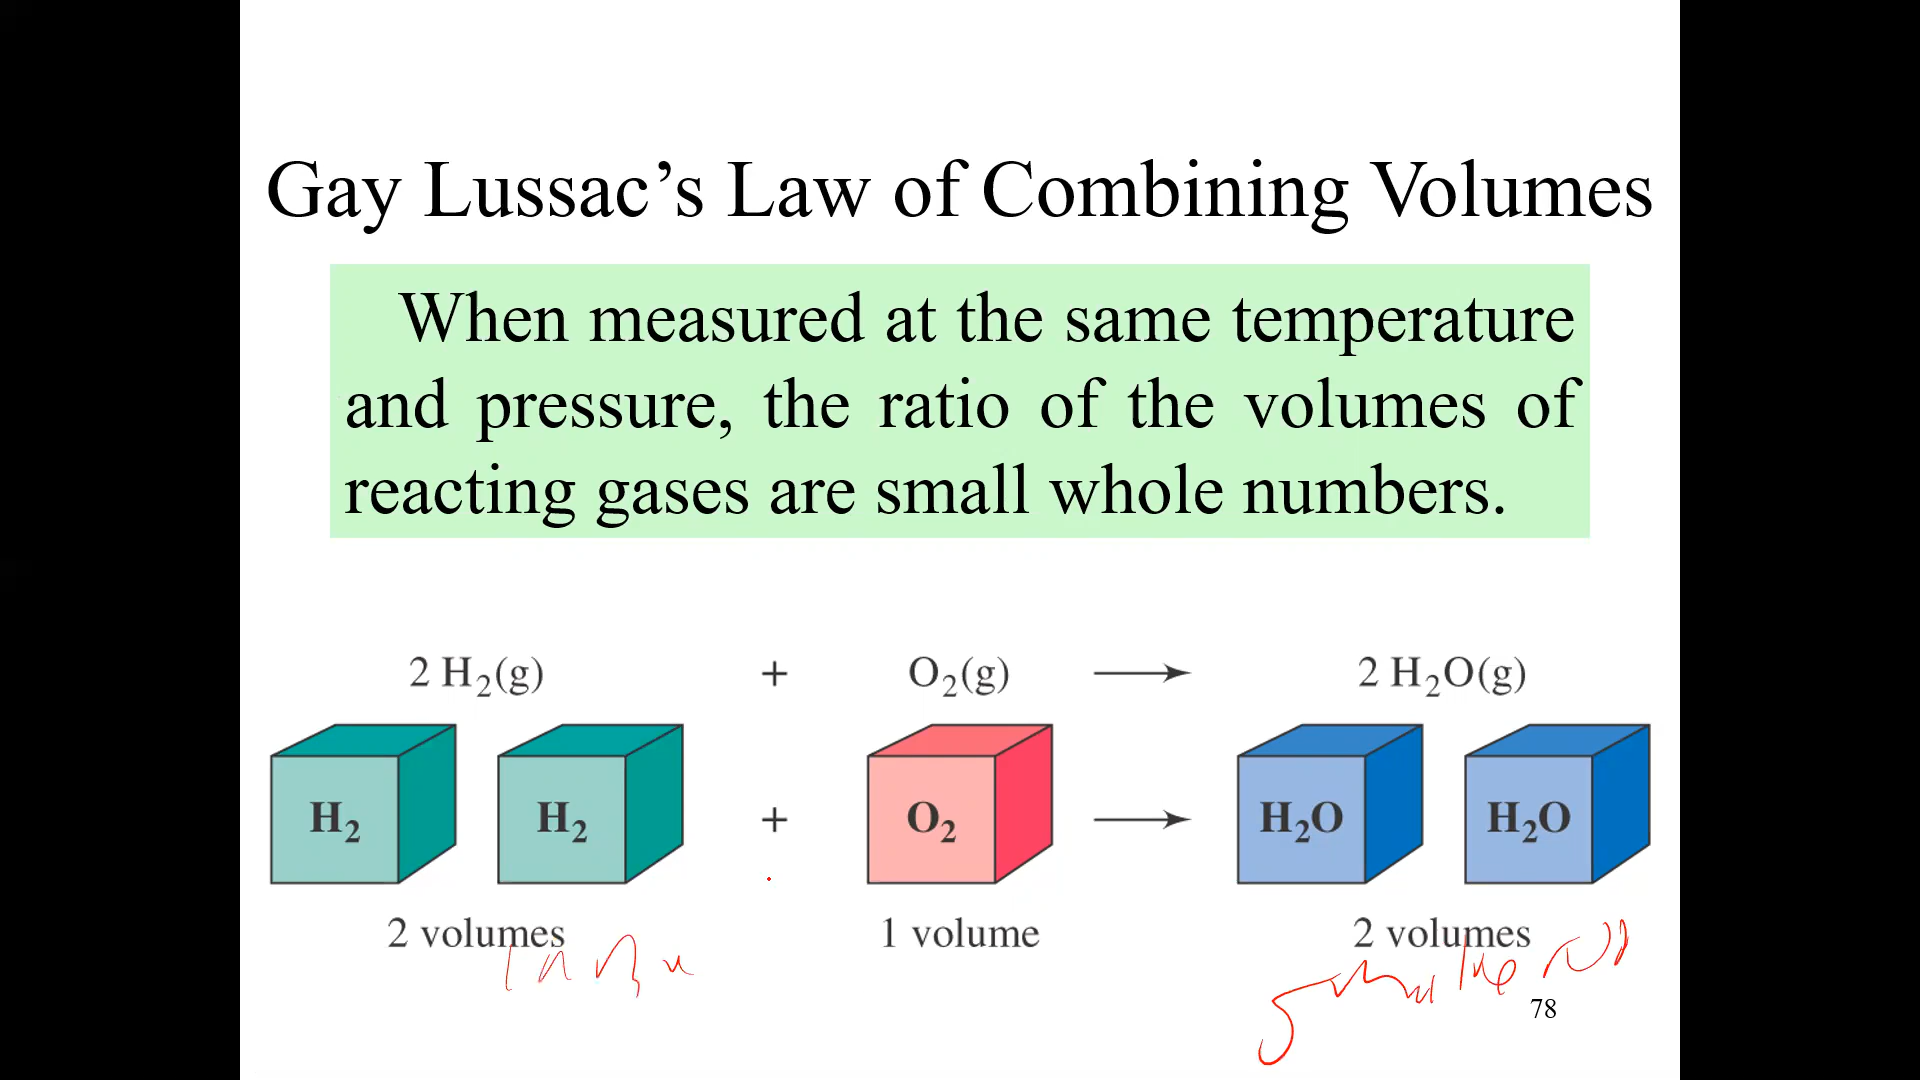 Gay Lussac’s Law of Combining Volumes
When measured at the same temperature
and pressure, the ratio of the volumes of
reacting gases are small whole numbers.
2 H₂(g) + O₂(g) ⟶ 2 H₂O(g)
H₂ H₂ + O₂ ⟶ H₂O H₂O
2 volumes 1 volume 2 volumes
78